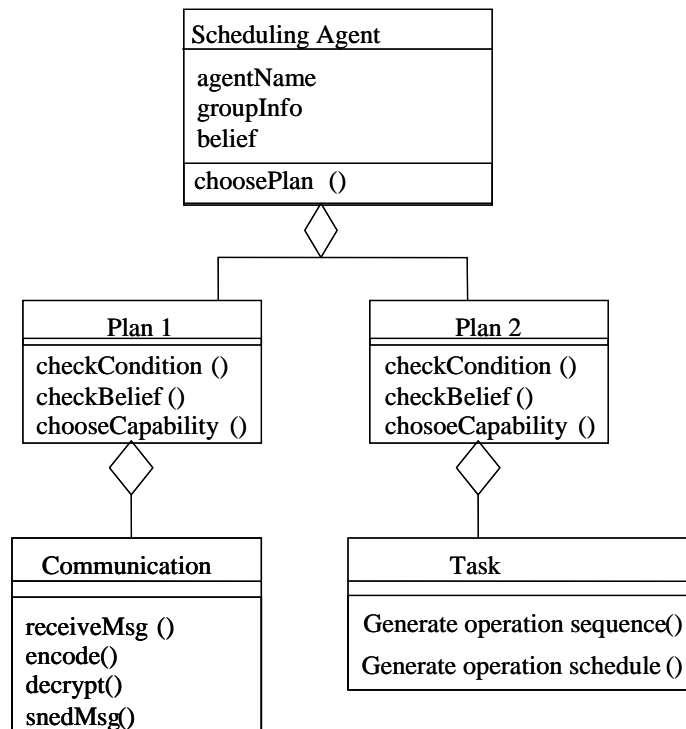 Scheduling Agent
agentName
groupInfo
belief
choosePlan ()
Plan 1
checkCondition ()
checkBelief ()
chooseCapability ()
Plan 2
checkCondition ()
checkBelief ()
chosoeCapability ()
Communication
receiveMsg ()
encode()
decrypt()
snedMsg()
Task
Generate operation sequence()
Generate operation schedule ()